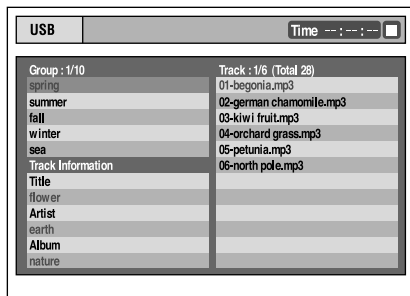 USB
Time --:--:--
Group : 1/10
spring
summer
fall
winter
sea
Track Information
Title
flower
Artist
earth
Album
nature
Track : 1/6 (Total 28)
01-begonia.mp3
02-german chamomile.mp3
03-kiwi fruit.mp3
04-orchard grass.mp3
05-petunia.mp3
06-north pole.mp3